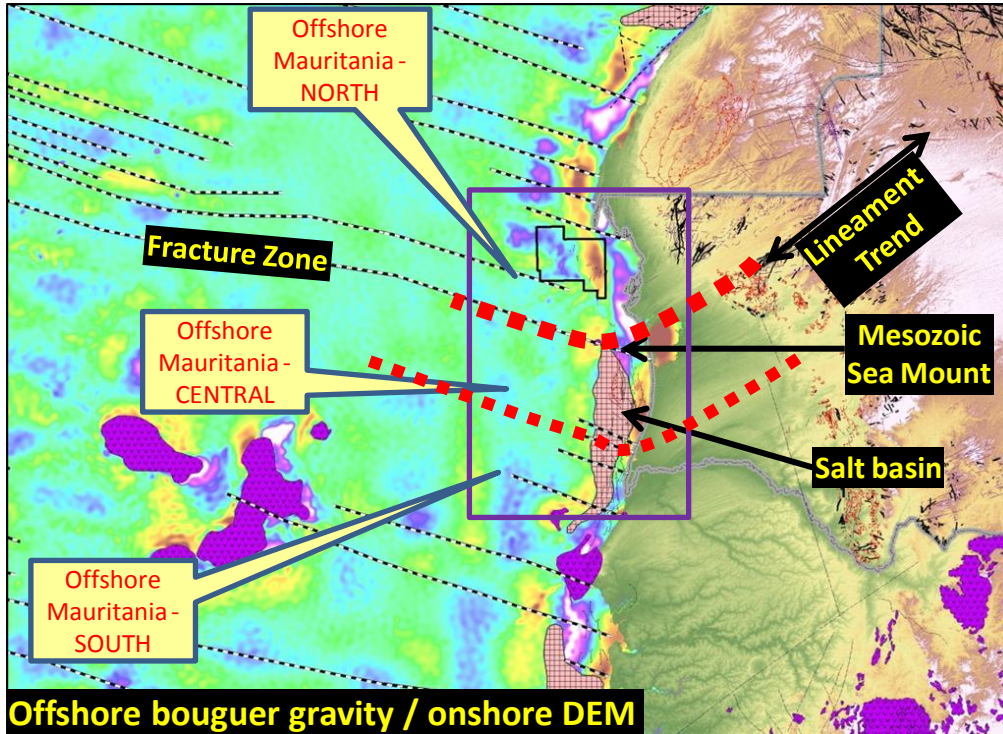 Offshore
Mauritania -
NORTH
Fracture Zone
Lineament
Trend
Offshore
Mauritania -
CENTRAL
Mesozoic
Sea Mount
Salt basin
Offshore
Mauritania -
SOUTH
Offshore bouguer gravity / onshore DEM